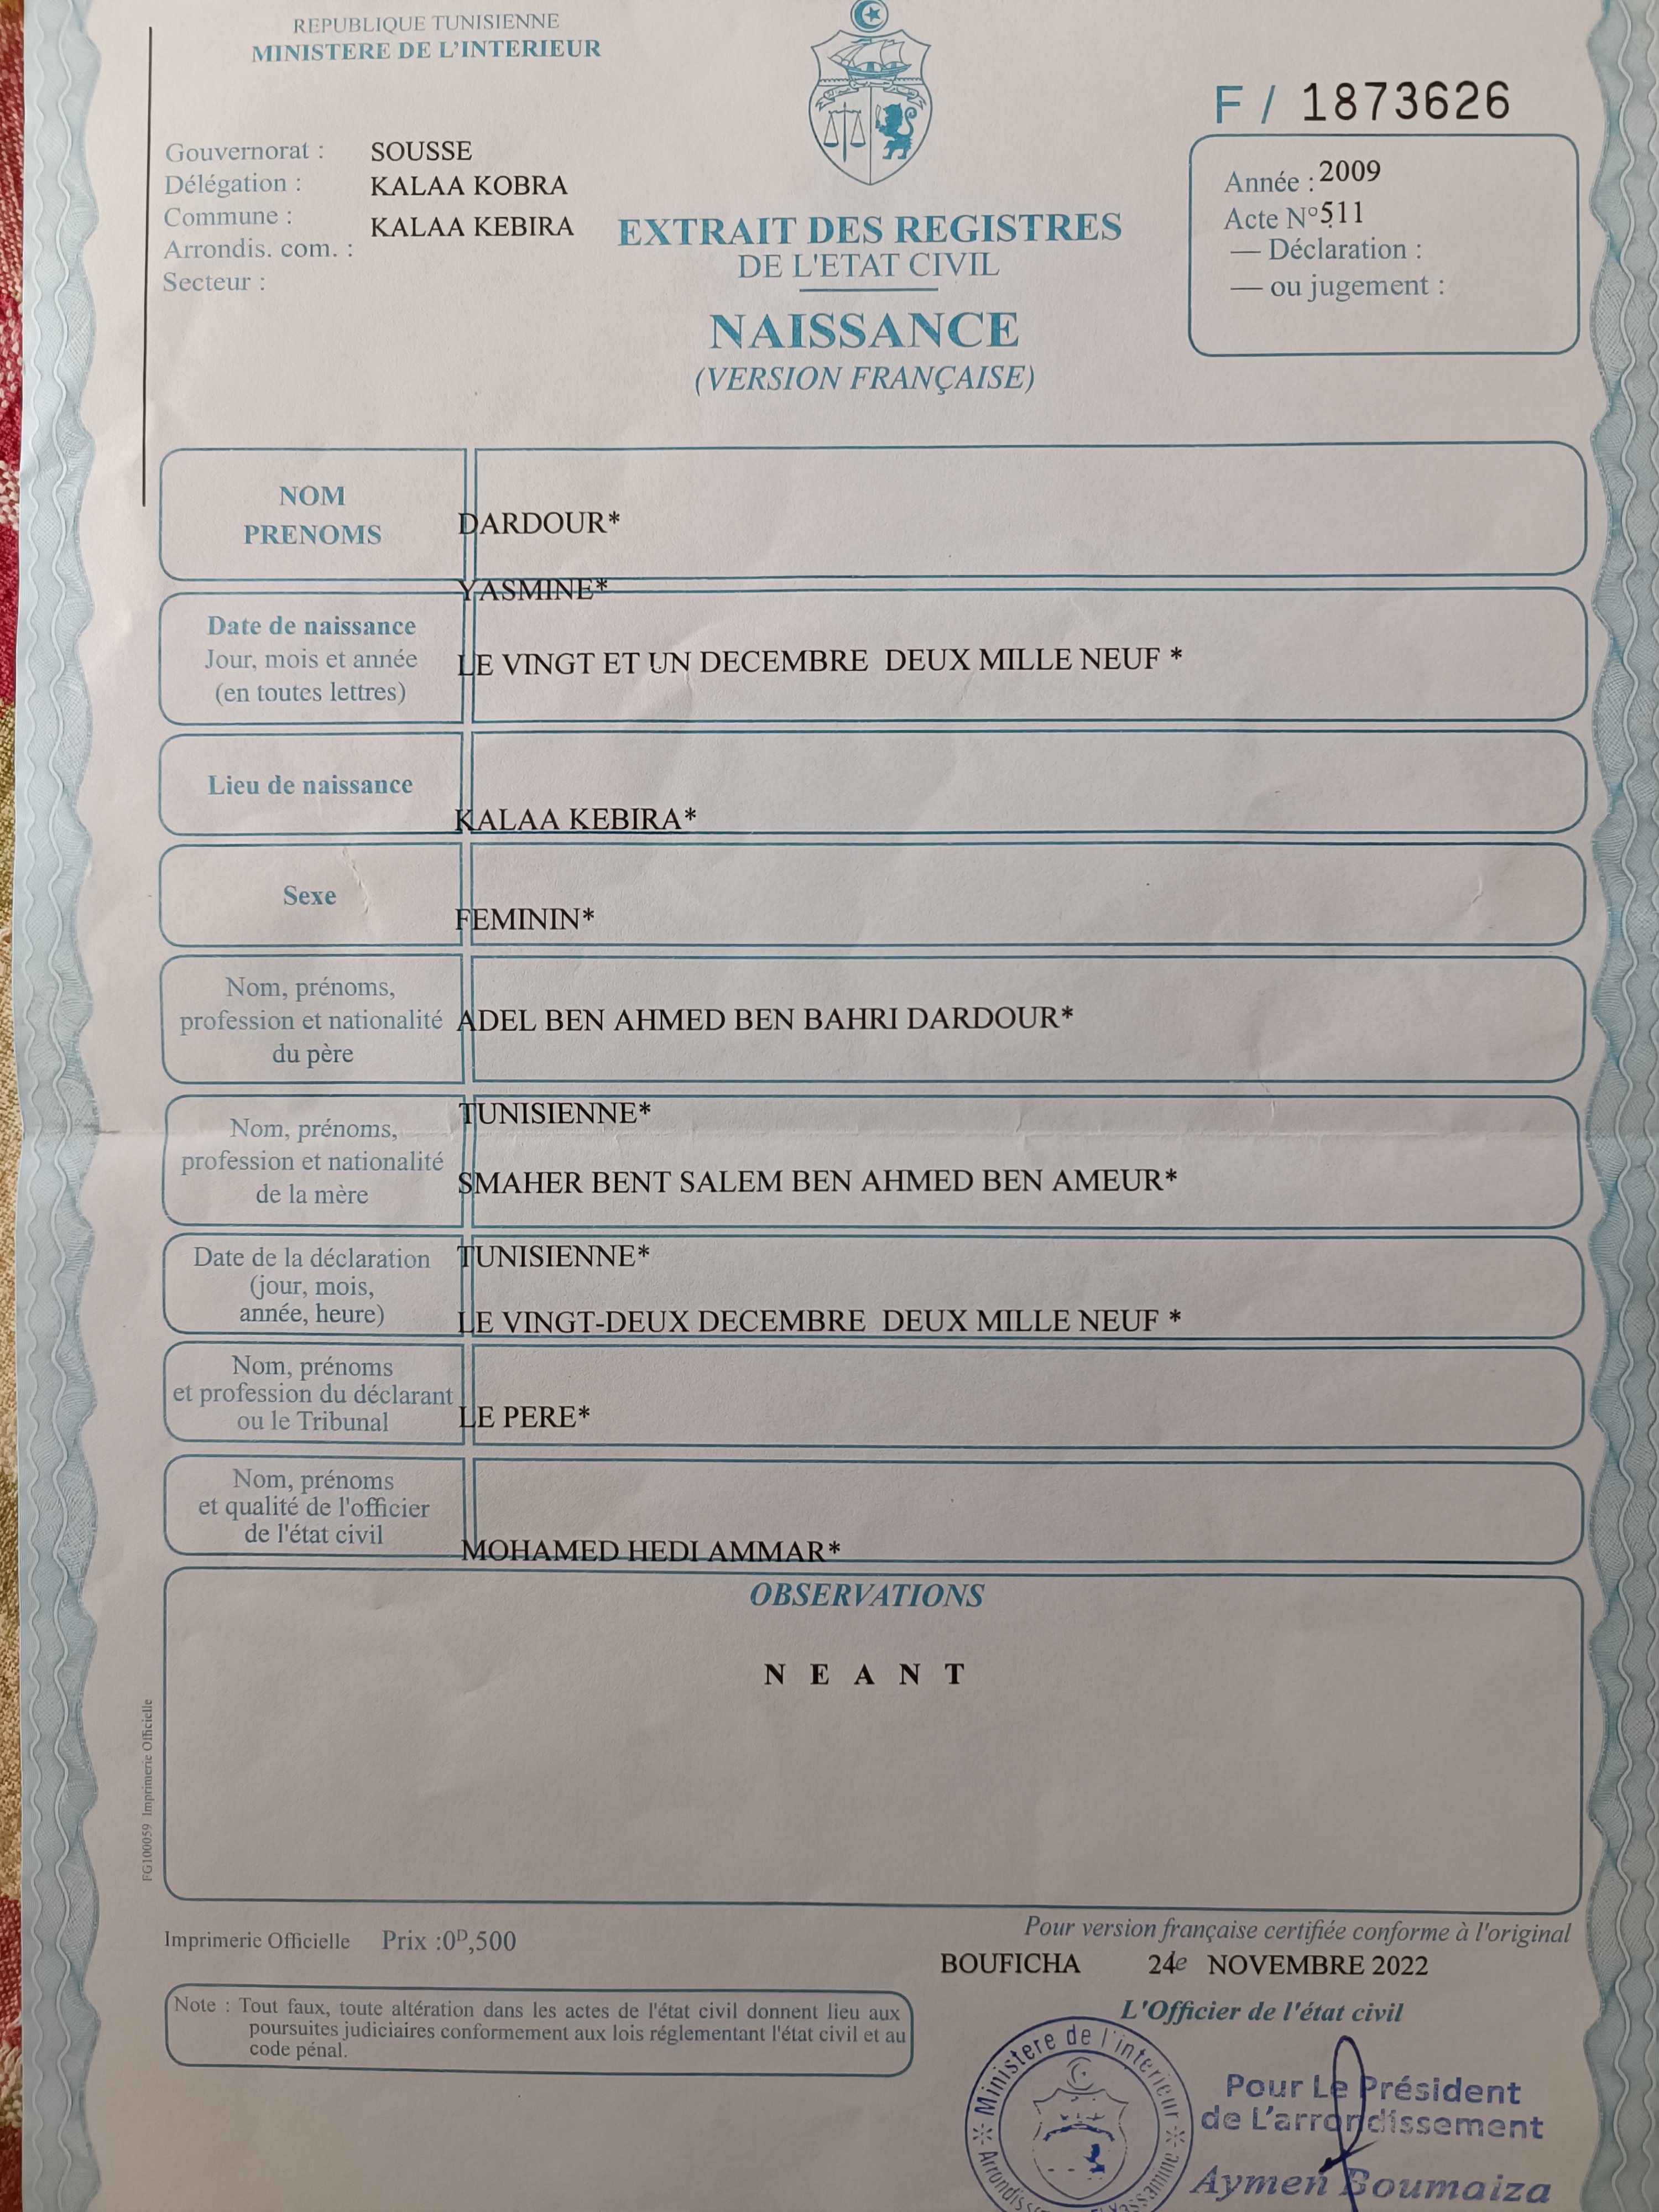 REPUBLIQUE TUNISIENNE
MINISTERE DE L'INTERIEUR
F / 1873626
Gouvernorat : SOUSSE
Délégation : KALAA KOBRA
Commune : KALAA KEBIRA
Arrondis. com. :
Secteur :
Année : 2009
Acte N° 511
— Déclaration :
— ou jugement :
EXTRAIT DES REGISTRES
DE L'ETAT CIVIL
NAISSANCE
(VERSION FRANÇAISE)
NOM
PRENOMS
DARDOUR*
YASMINE*
Date de naissance
Jour, mois et année
(en toutes lettres)
LE VINGT ET UN DECEMBRE DEUX MILLE NEUF *
Lieu de naissance
KALAA KEBIRA*
Sexe
FEMININ*
Nom, prénoms,
profession et nationalité
du père
ADEL BEN AHMED BEN BAHRI DARDOUR*
TUNISIENNE*
Nom, prénoms,
profession et nationalité
de la mère
SMAHER BENT SALEM BEN AHMED BEN AMEUR*
TUNISIENNE*
Date de la déclaration
(jour, mois,
année, heure)
LE VINGT-DEUX DECEMBRE DEUX MILLE NEUF *
Nom, prénoms
et profession du déclarant
ou le Tribunal
LE PERE*
Nom, prénoms
et qualité de l'officier
de l'état civil
MOHAMED HEDI AMMAR*
OBSERVATIONS
N E A N T
FG100059 Imprimerie Officielle
Imprimerie Officielle Prix :0D,500
Pour version française certifiée conforme à l'original
BOUFICHA 24 e NOVEMBRE 2022
L'Officier de l'état civil
Note : Tout faux, toute altération dans les actes de l'état civil donnent lieu aux
poursuites judiciaires conformement aux lois réglementant l'état civil et au
code pénal.
Ministere de l'interieur
Pour Le Président
de L'arrondissement
Aymen Boumaiza